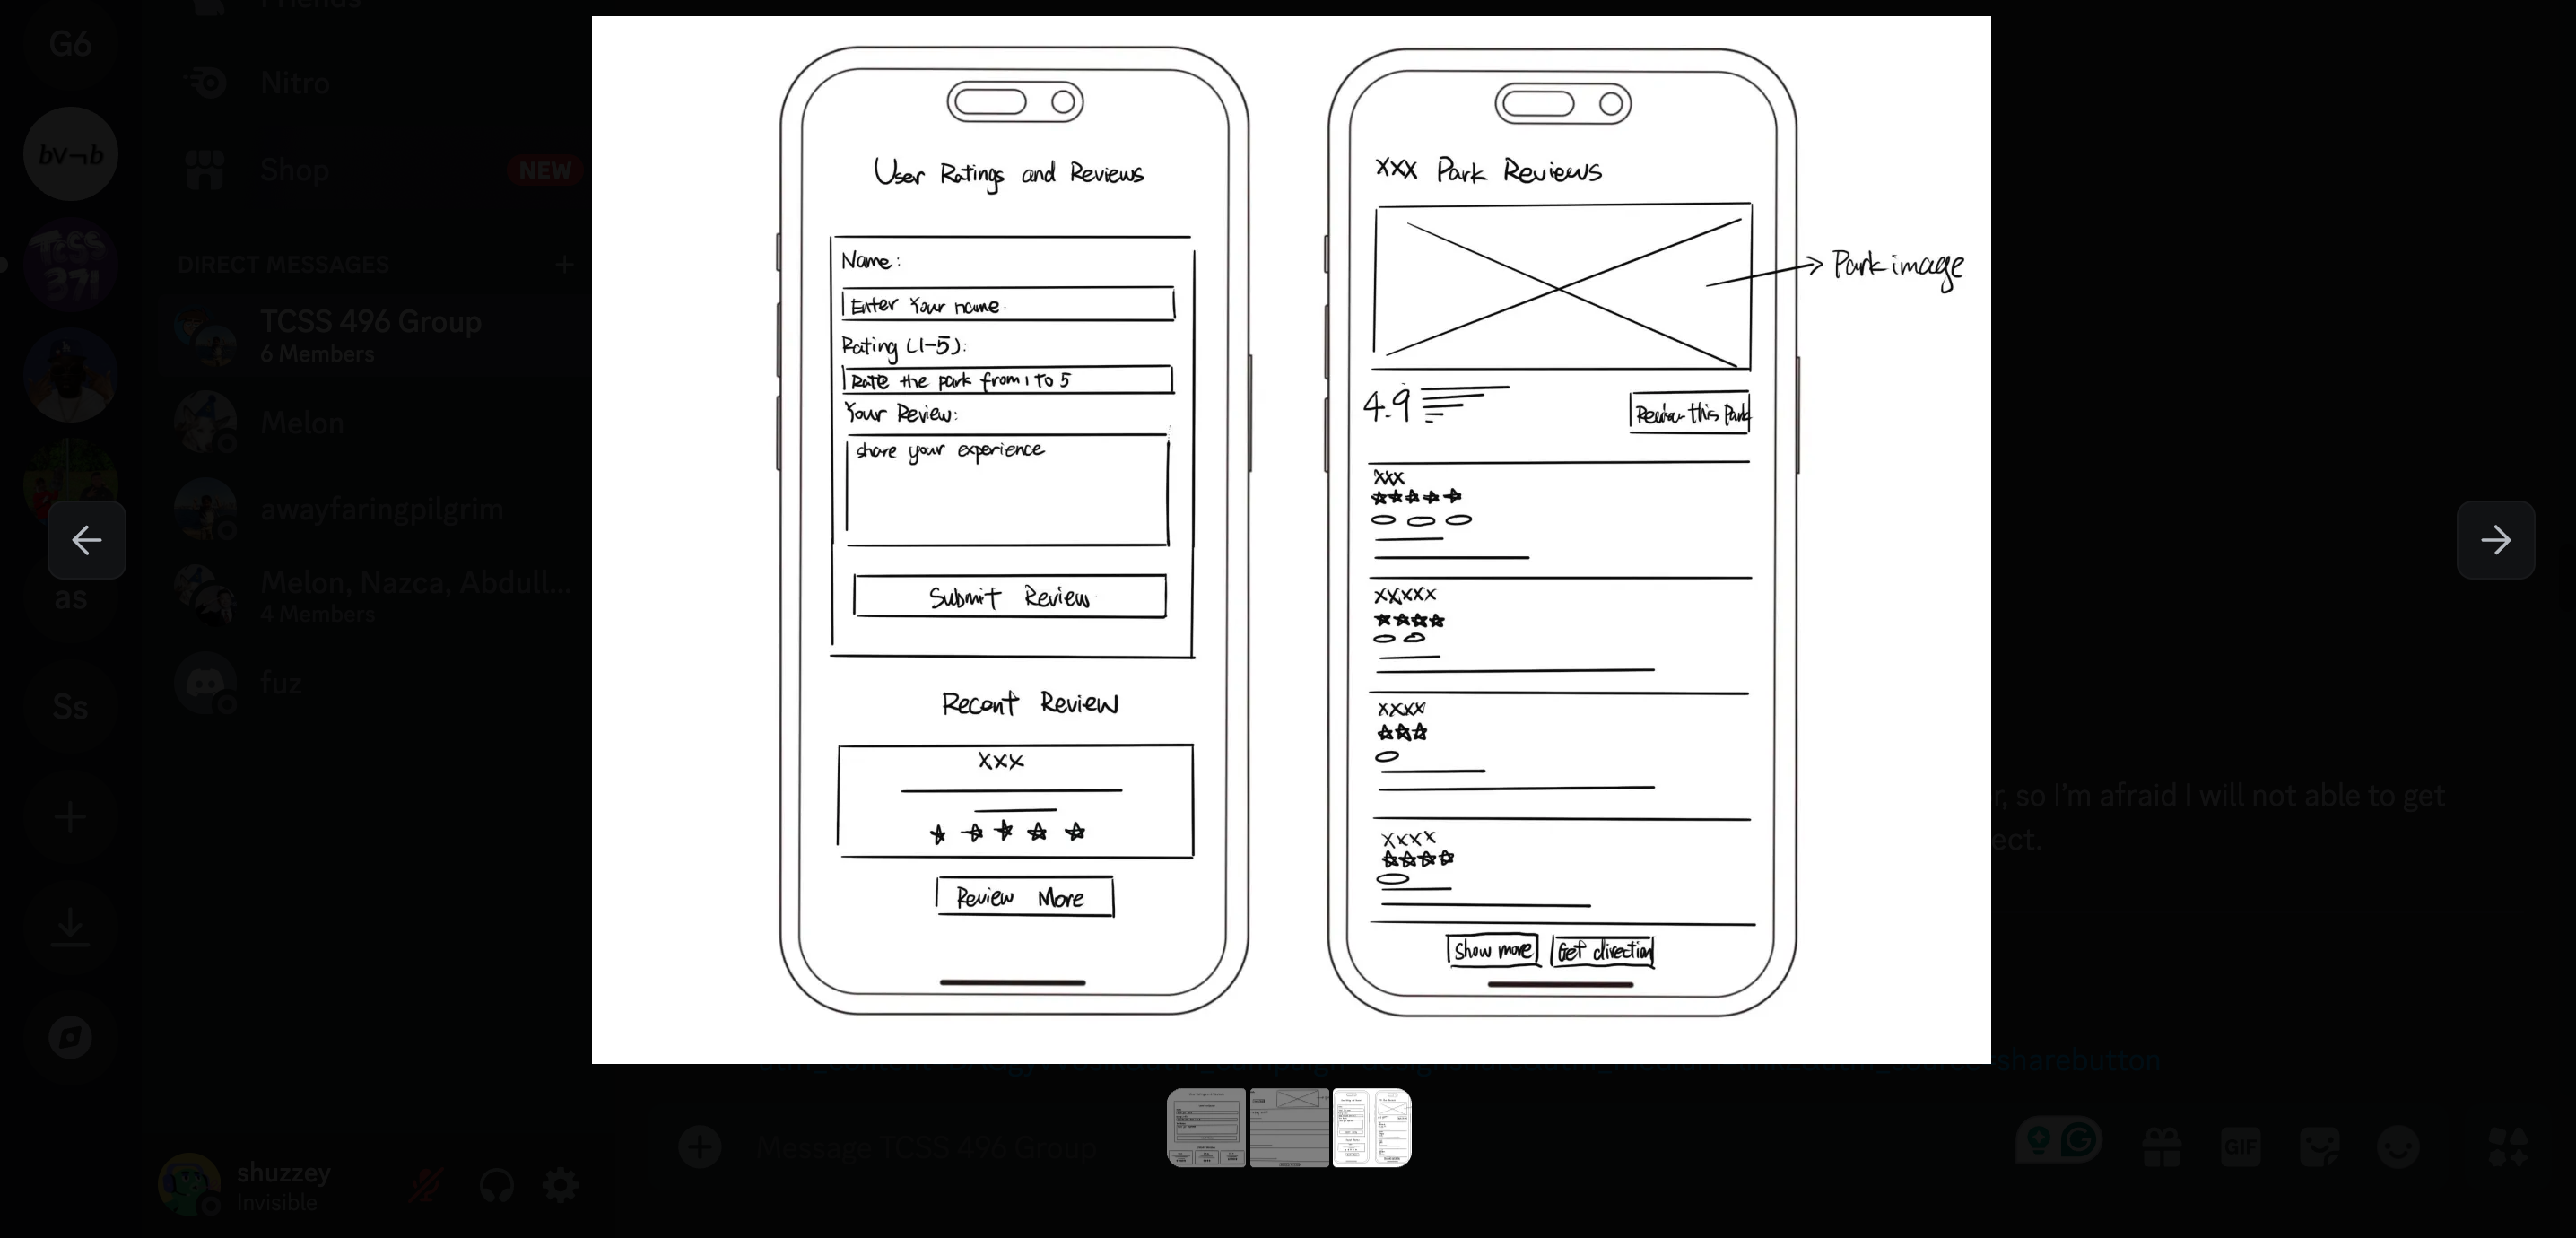 G6
Friends
Nitro
bV¬b
Shop
NEW
TCSS
371
DIRECT MESSAGES
TCSS 496 Group
6 Members
Melon
awayfaringpilgrim
Melon, Nazca, Abdull...
4 Members
as
fuz
Ss
shuzzey
Invisible
User Ratings and Reviews
Name:
Enter Your name
Rating (1-5):
Rate the park from 1 to 5
Your Review:
share your experience
Submit Review
Recent Review
XXX
Review More
XXX Park Reviews
Park image
4.9
Review this Park
XXX
XXXXX
XXXX
XXXX
Show more
Get direction
r, so I'm afraid I will not able to get
ect.
sharebutton
Message TCSS 496 Group
GIF